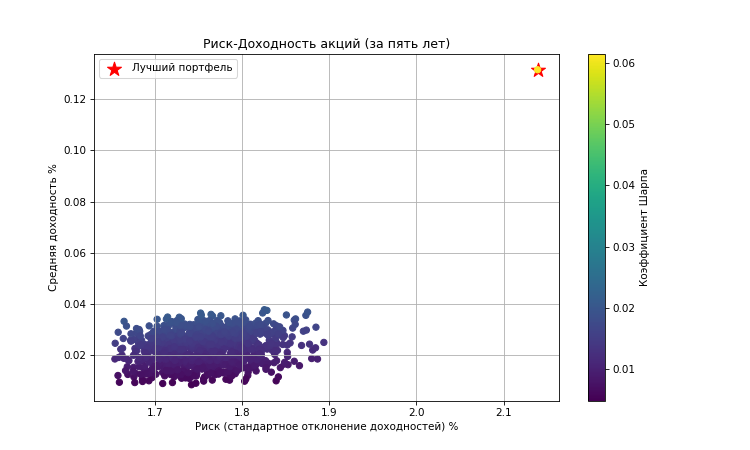 Риск-Доходность акций (за пять лет)
Лучший портфель
Средняя доходность %
0.12
0.10
0.08
0.06
0.04
0.02
1.7 1.8 1.9 2.0 2.1
Риск (стандартное отклонение доходностей) %
0.06
0.05
0.04
0.03
0.02
0.01
Коэффициент Шарпа